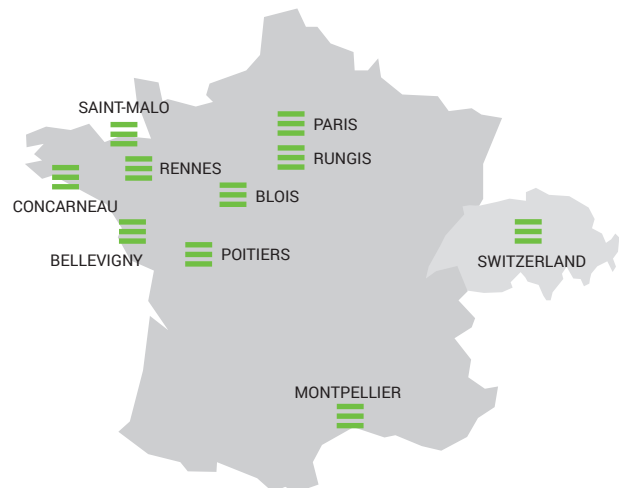 SAINT-MALO
PARIS
RUNGIS
RENNES
BLOIS
CONCARNEAU
BELLEVIGNY
POITIERS
SWITZERLAND
MONTPELLIER